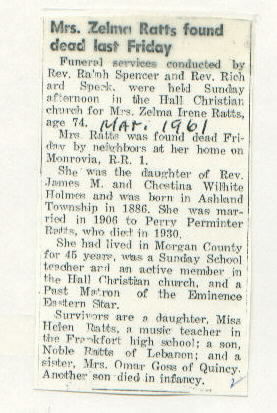 Mrs. Zelma Ratts found
dead last Friday
Funeral services conducted by
Rev. Ralph Spencer and Rev. Rich
ard Speck. were held Sunday
afternoon in the Hall Christian
church for Mrs. Zelma Irene Ratts,
age 74. Mar. 1961
Mrs. Ratts was found dead Fri-
day by neighbors at her home on
Monrovia, R.R. 1.
She was the daughter of Rev.
James M. and Chestina Wilhite
Holmes and was born in Ashland
Township in 1886. She was mar-
ried in 1906 to Perry Perminter
Ratts, who died in 1930.
She had lived in Morgan County
for 45 years, was a Sunday School
teacher and an active member in
the Hall Christian church, and a
Past Matron of the Eminence
Eastern Star.
Survivors are a daughter, Miss
Helen Ratts, a music teacher in
the Frankfort high school; a son,
Noble Ratts of Lebanon; and a
sister, Mrs. Omar Goss of Quincy.
Another son died in infancy.